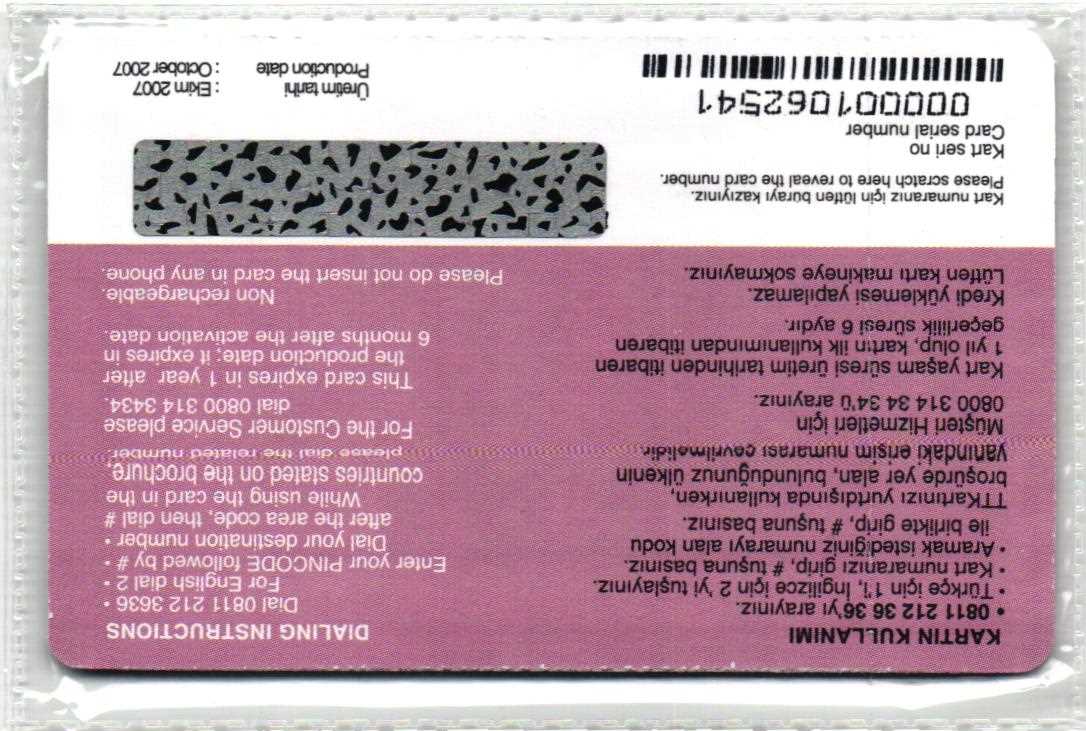 KARTIN KULLANIMI
• 0811 212 36 36'yı arayınız.
• Türkçe için 1'i, İngilizce için 2 'yi tuşlayınız.
• Kart numaranızı girip, # tuşuna basınız.
• Aramak istediğiniz numarayı alan kodu
ile birlikte girip, # tuşuna basınız.
TTKartınızı yurtdışında kullanırken,
broşürde yer alan, bulunduğunuz ülkenin
yanındaki erişim numarası çevrilmelidir.
Müşteri Hizmetleri için
0800 314 34 34'ü arayınız.
Kart yaşam süresi üretim tarihinden itibaren
1 yıl olup, kartın ilk kullanımından itibaren
geçerlilik süresi 6 aydır.
Kredi yüklemesi yapılamaz.
Lütfen kartı makineye sokmayınız.
DIALING INSTRUCTIONS
Dial 0811 212 3636 •
For English dial 2 •
Enter your PINCODE followed by # •
Dial your destination number •
after the area code, then dial #
While using the card in the
countries stated on the brochure,
please dial the related number.
For the Customer Service please
dial 0800 314 3434.
This card expires in 1 year after
the production date; it expires in
6 months after the activation date.
Non rechargeable.
Please do not insert the card in any phone.
Kart numaranız için lütfen burayı kazıyınız.
Please scratch here to reveal the card number.
Kart seri no
Card serial number
000001062541
Üretim tarihi : Ekim 2007
Production date : October 2007